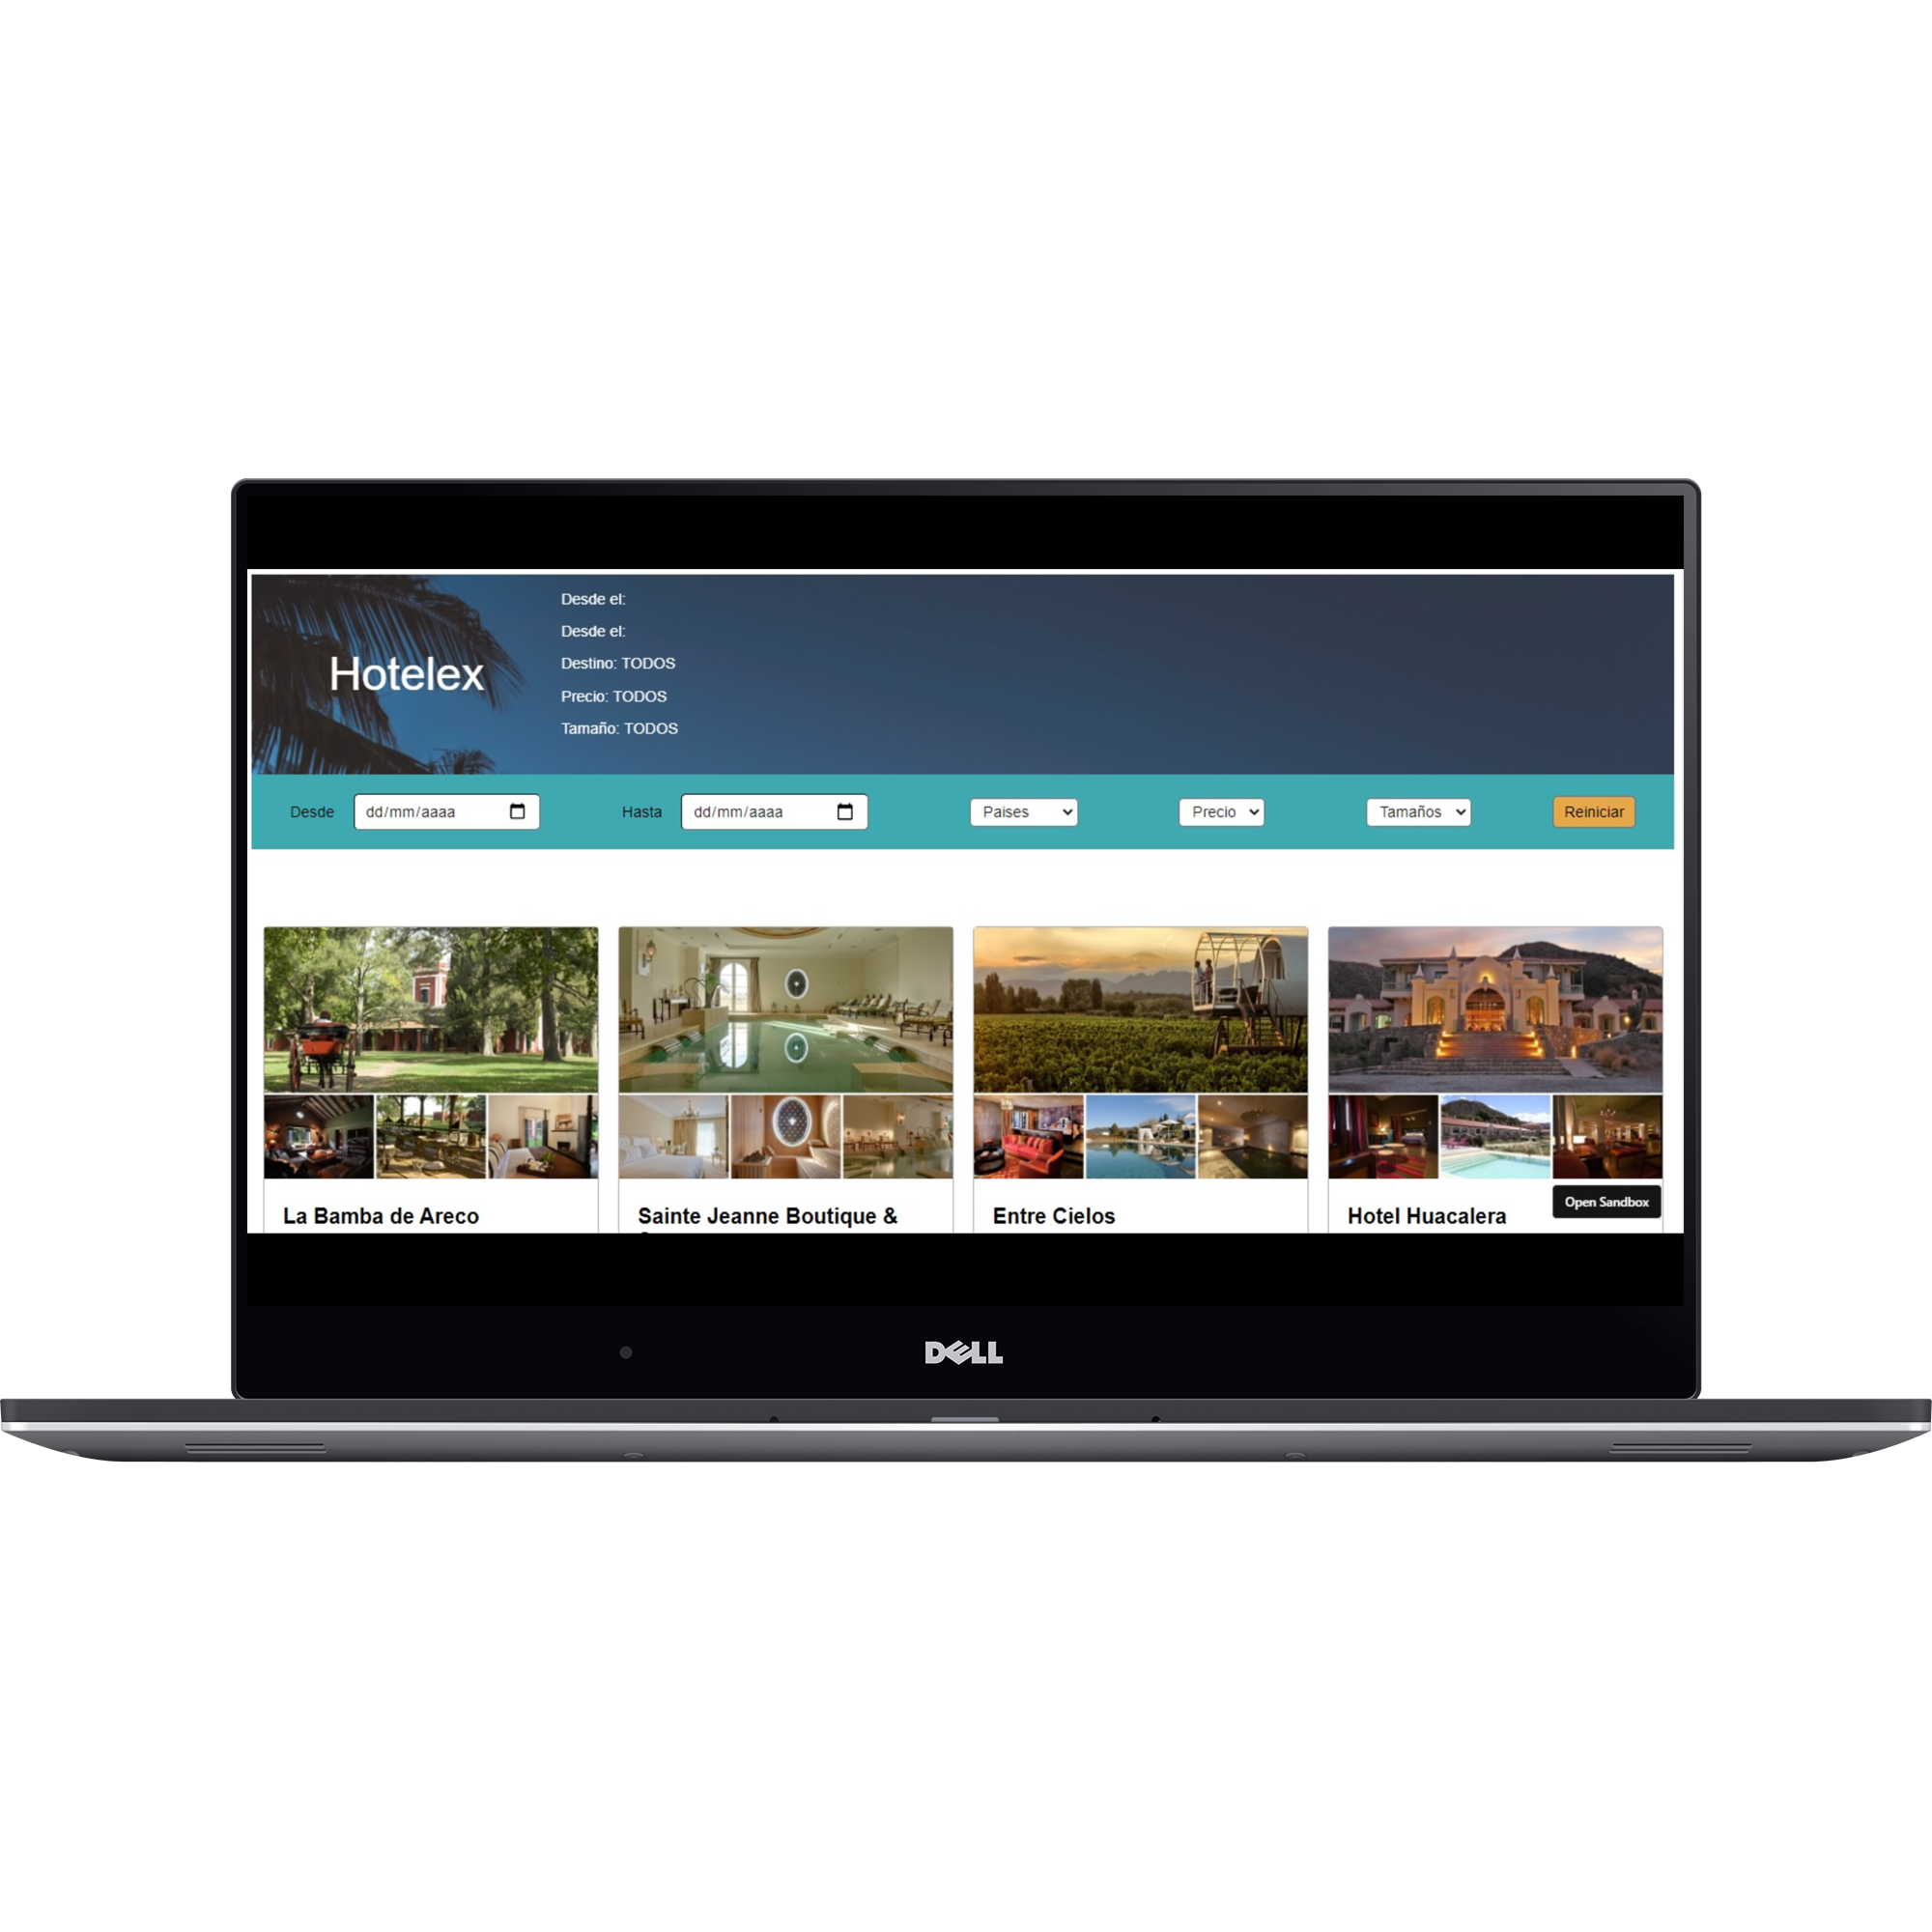 Hotelex
Desde el:
Desde el:
Destino: TODOS
Precio: TODOS
Tamaño: TODOS
Desde
dd/mm/aaaa
Hasta
dd/mm/aaaa
Paises
Precio
Tamaños
Reiniciar
La Bamba de Areco
Sainte Jeanne Boutique &
Entre Cielos
Hotel Huacalera
Open Sandbox
DELL